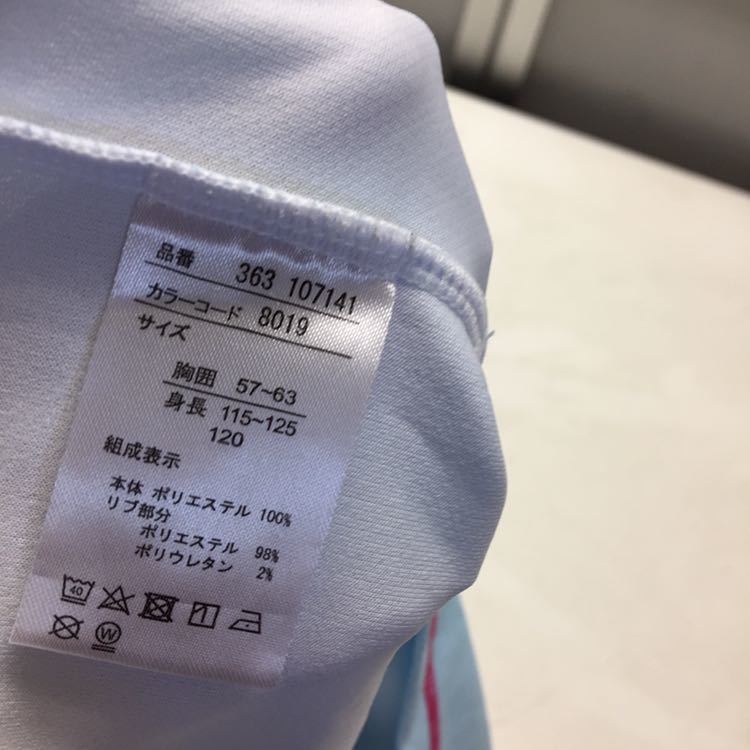 品番 363 107141
カラーコード 8019
サイズ
胸囲 57~63
身長 115~125
120
組成表示
本体 ポリエステル 100%
リブ部分
ポリエステル 98%
ポリウレタン 2%
40
W